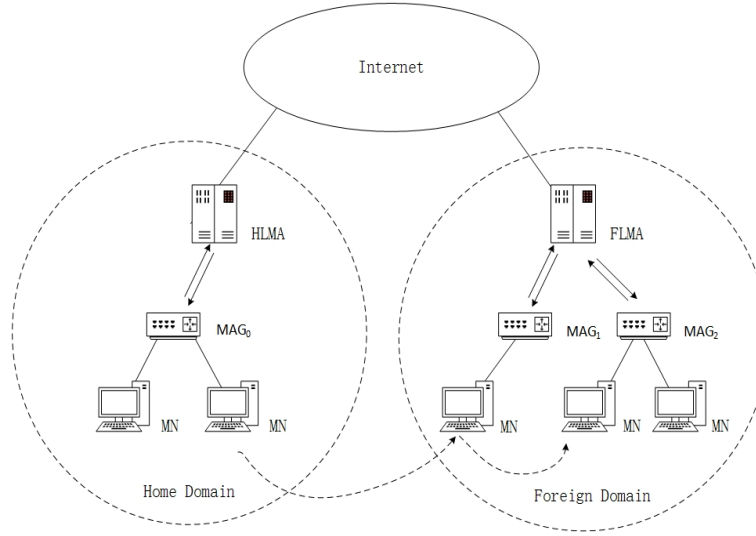 Internet
HLMA
FLMA
MAG₀
MAG₁
MAG₂
MN
MN
MN
MN
MN
Home Domain
Foreign Domain